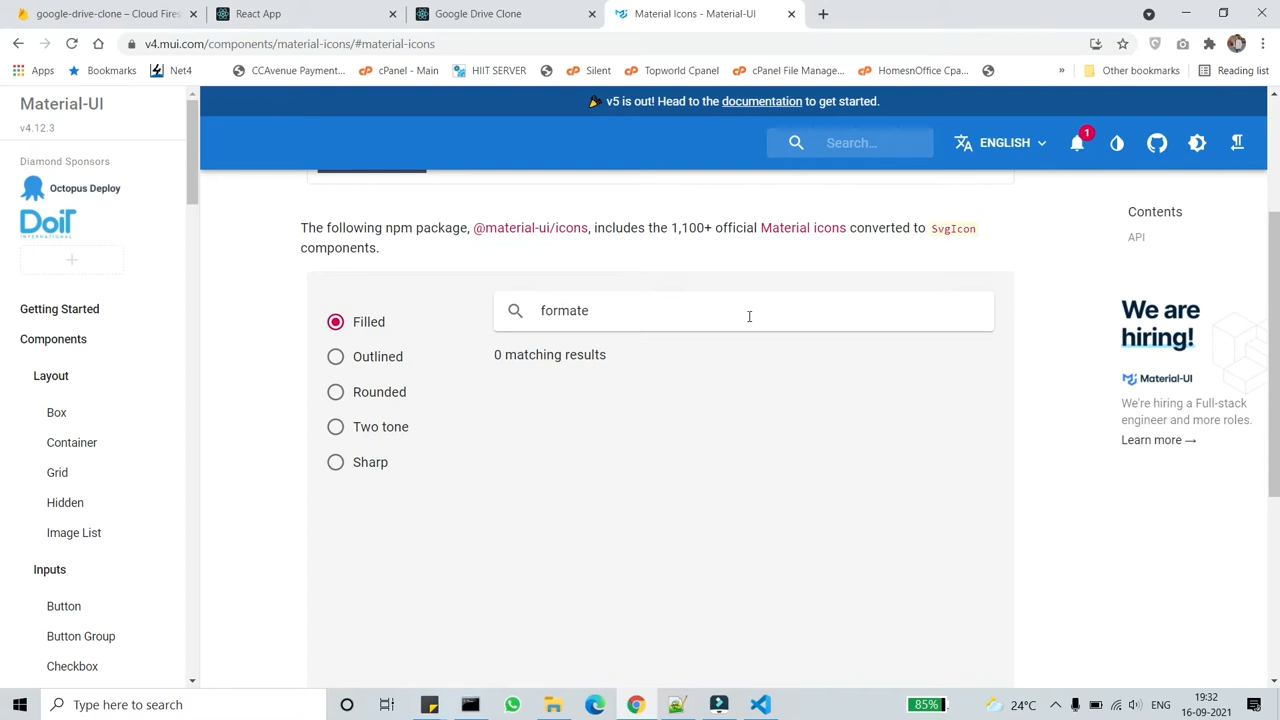 google-drive-clone – Cloud Fires
React App
Google Drive Clone
Material Icons - Material-UI
v4.mui.com/components/material-icons/#material-icons
Apps
Bookmarks
Net4
CCAvenue Payment...
cPanel - Main
HIIT SERVER
Silent
Topworld Cpanel
cPanel File Manage...
HomesnOffice Cpa...
»
Other bookmarks
Reading list
Material-UI
v4.12.3
🎉 v5 is out! Head to the documentation to get started.
Search…
ENGLISH
1
Diamond Sponsors
Octopus Deploy
DoiT
INTERNATIONAL
+
Getting Started
Components
Layout
Box
Container
Grid
Hidden
Image List
Inputs
Button
Button Group
Checkbox
The following npm package, @material-ui/icons, includes the 1,100+ official Material icons converted to SvgIcon
components.
Filled
Outlined
Rounded
Two tone
Sharp
formate
0 matching results
Contents
API
We are
hiring!
Material-UI
We're hiring a Full-stack
engineer and more roles.
Learn more →
Type here to search
85%
24°C
ENG
19:32
16-09-2021